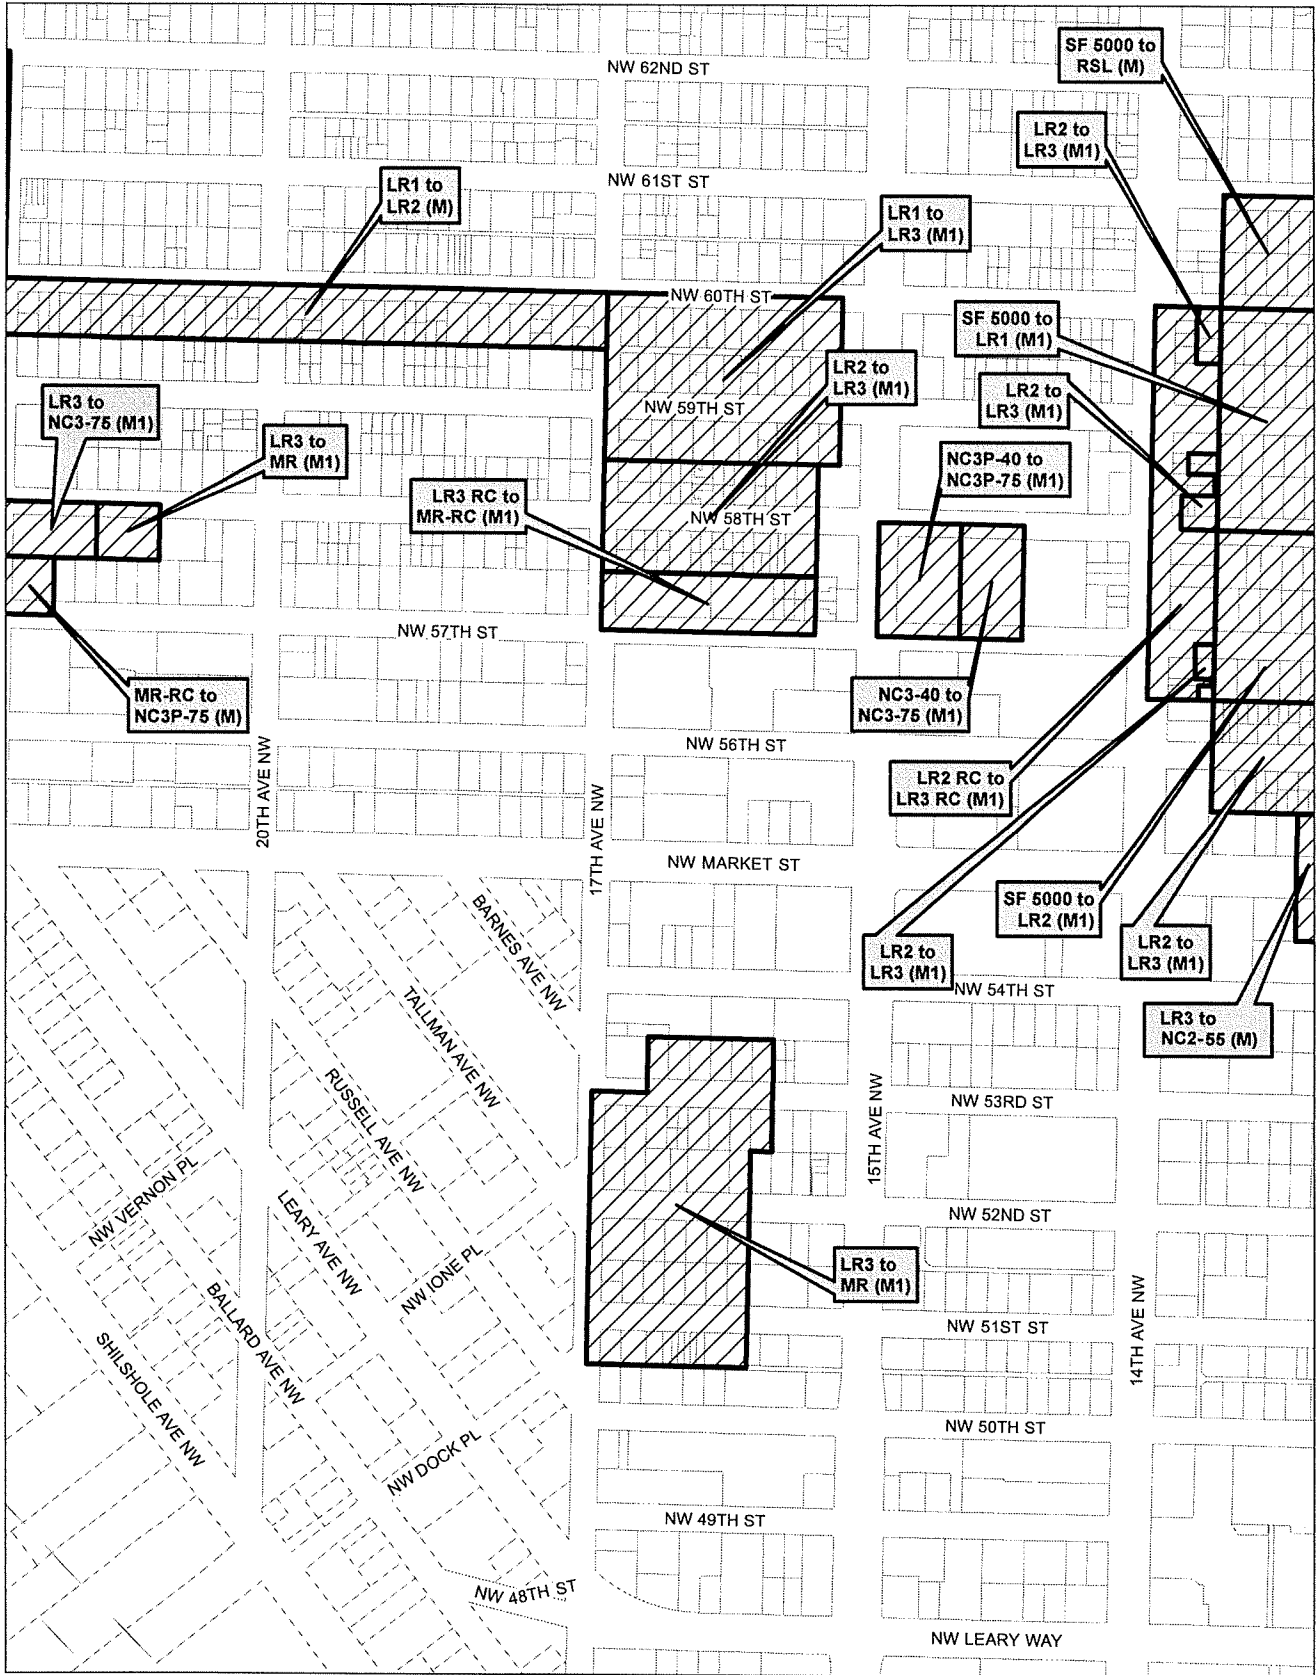 NW 62ND ST
SF 5000 to
RSL (M)
LR2 to
LR3 (M1)
NW 61ST ST
LR1 to
LR2 (M)
LR1 to
LR3 (M1)
NW 60TH ST
SF 5000 to
LR1 (M1)
LR2 to
LR3 (M1)
LR2 to
LR3 (M1)
NW 59TH ST
LR3 to
NC3-75 (M1)
LR3 to
MR (M1)
NC3P-40 to
NC3P-75 (M1)
LR3 RC to
MR-RC (M1)
NW 58TH ST
NW 57TH ST
MR-RC to
NC3P-75 (M)
NC3-40 to
NC3-75 (M1)
NW 56TH ST
20TH AVE NW
17TH AVE NW
LR2 RC to
LR3 RC (M1)
NW MARKET ST
SF 5000 to
LR2 (M1)
LR2 to
LR3 (M1)
LR2 to
LR3 (M1)
BARNES AVE NW
NW 54TH ST
LR3 to
NC2-55 (M)
TALLMAN AVE NW
RUSSELL AVE NW
15TH AVE NW
NW 53RD ST
NW VERNON PL
LEARY AVE NW
NW 52ND ST
NW IONE PL
LR3 to
MR (M1)
BALLARD AVE NW
NW 51ST ST
14TH AVE NW
SHILSHOLE AVE NW
NW 50TH ST
NW DOCK PL
NW 49TH ST
NW 48TH ST
NW LEARY WAY